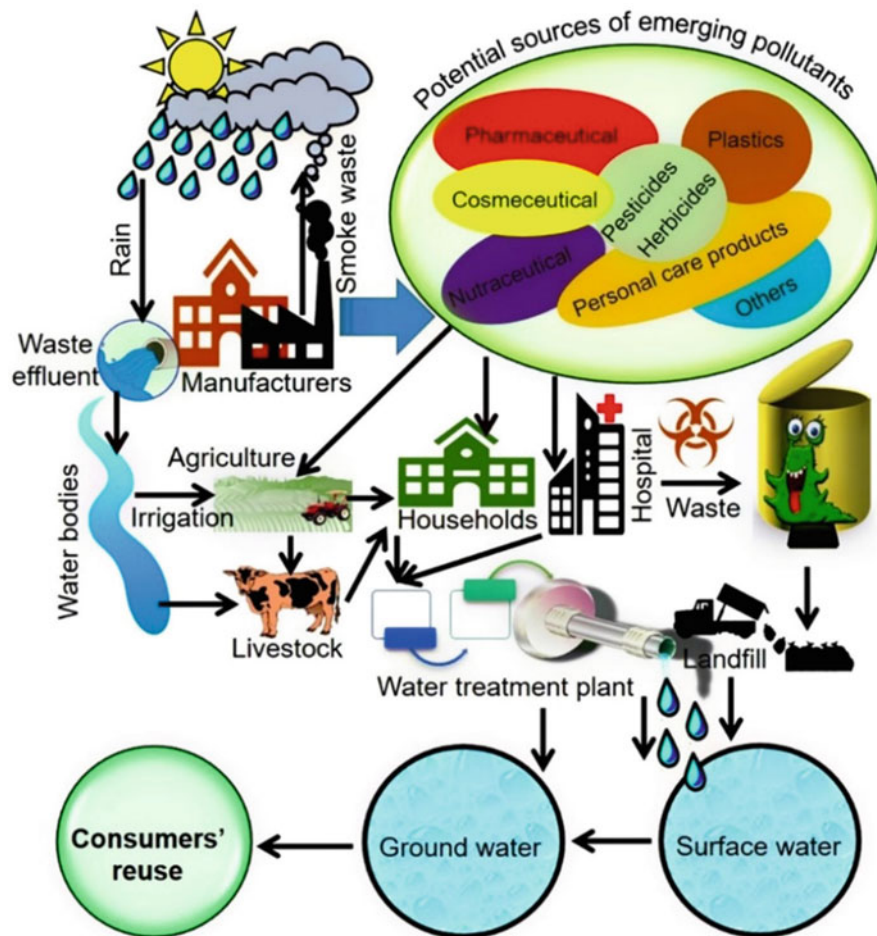 Potential sources of emerging pollutants
Pharmaceutical
Plastics
Cosmeceutical
Pesticides
Herbicides
Nutraceutical
Personal care products
Others
Rain
Smoke waste
Waste
effluent
Manufacturers
Water bodies
Agriculture
Irrigation
Households
Hospital
Waste
Livestock
Landfill
Water treatment plant
Consumers'
reuse
Ground water
Surface water